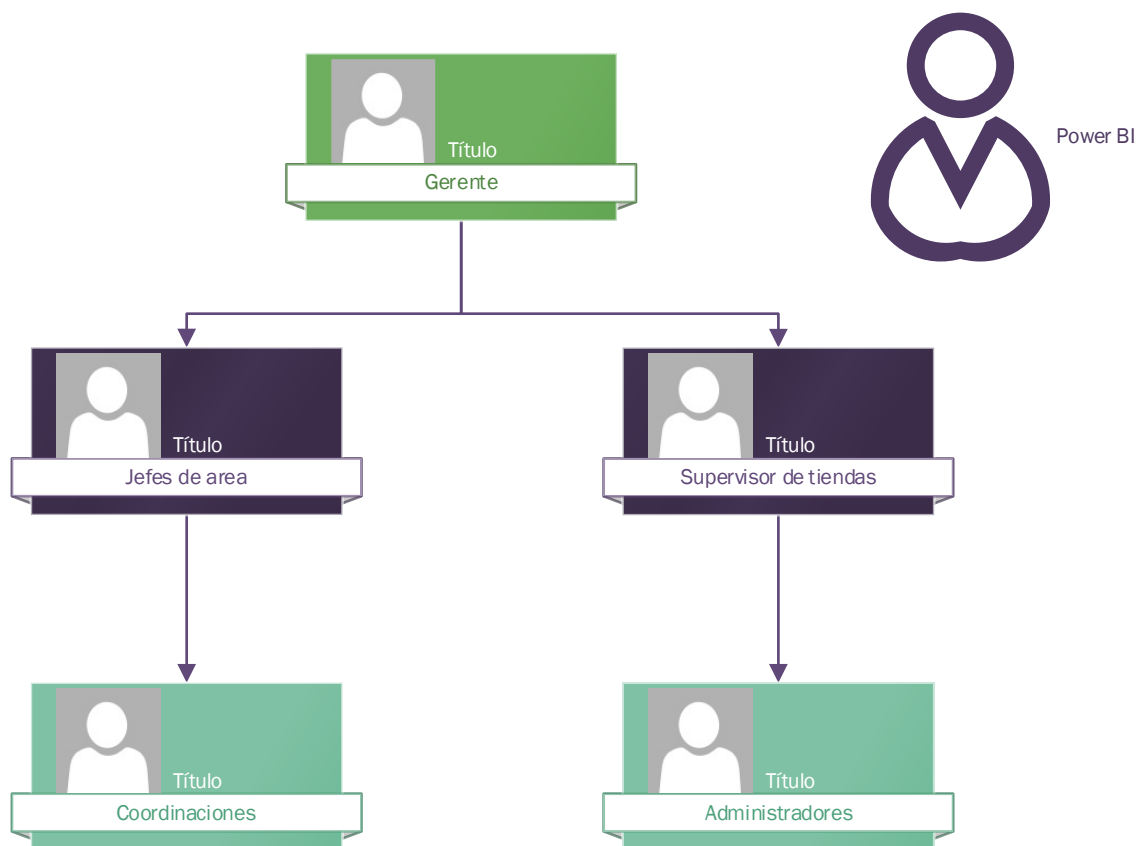 Power BI
Título
Gerente
Título
Jefes de area
Título
Supervisor de tiendas
Título
Coordinaciones
Título
Administradores